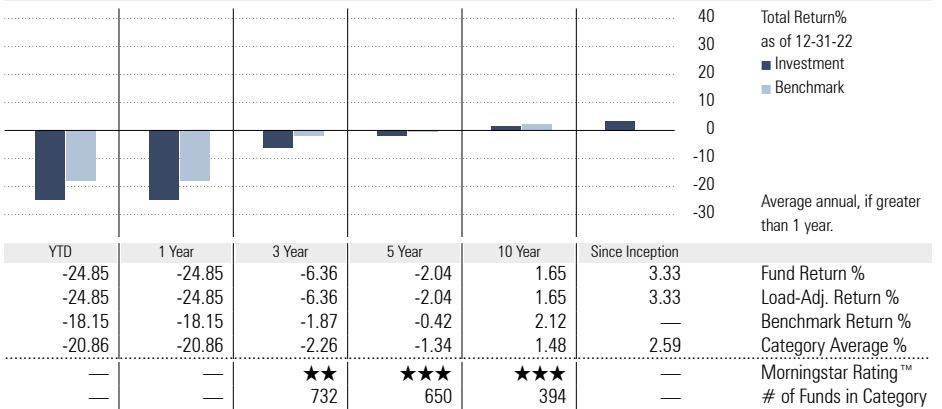 40
30
20
10
0
-10
-20
-30
Total Return%
as of 12-31-22
■ Investment
■ Benchmark
Average annual, if greater
than 1 year.
YTD 1 Year 3 Year 5 Year 10 Year Since Inception
-24.85 -24.85 -6.36 -2.04 1.65 3.33 Fund Return %
-24.85 -24.85 -6.36 -2.04 1.65 3.33 Load-Adj. Return %
-18.15 -18.15 -1.87 -0.42 2.12 — Benchmark Return %
-20.86 -20.86 -2.26 -1.34 1.48 2.59 Category Average %
— — ★★ ★★★ ★★★ — Morningstar Rating™
— — 732 650 394 — # of Funds in Category